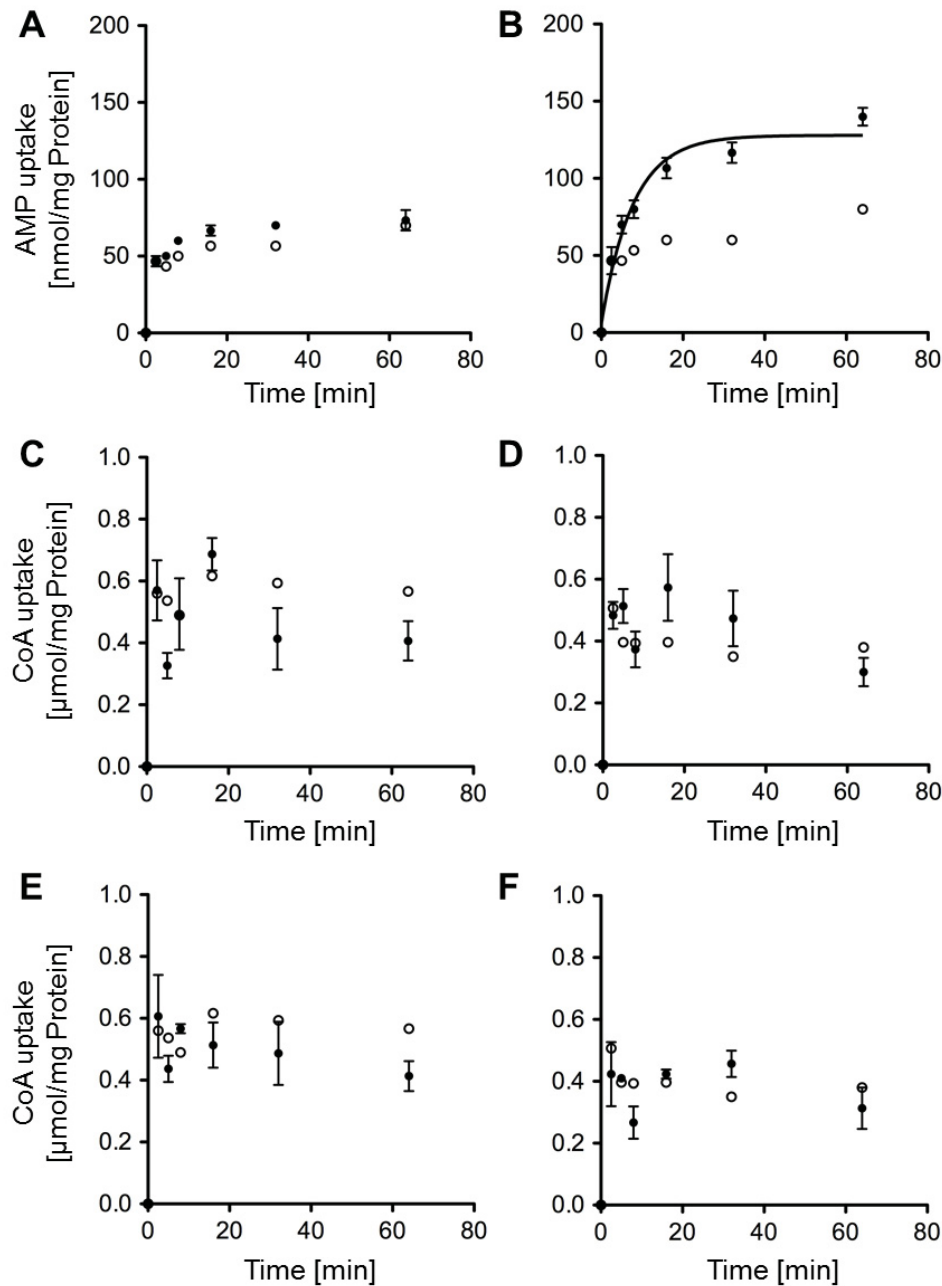 A
B
AMP uptake
[nmol/mg Protein]
200
150
100
50
0
0 20 40 60 80
Time [min]
200
150
100
50
0
0 20 40 60 80
Time [min]
C
D
CoA uptake
[µmol/mg Protein]
1.0
0.8
0.6
0.4
0.2
0.0
0 20 40 60 80
Time [min]
1.0
0.8
0.6
0.4
0.2
0.0
0 20 40 60 80
Time [min]
E
F
CoA uptake
[µmol/mg Protein]
1.0
0.8
0.6
0.4
0.2
0.0
0 20 40 60 80
Time [min]
1.0
0.8
0.6
0.4
0.2
0.0
0 20 40 60 80
Time [min]